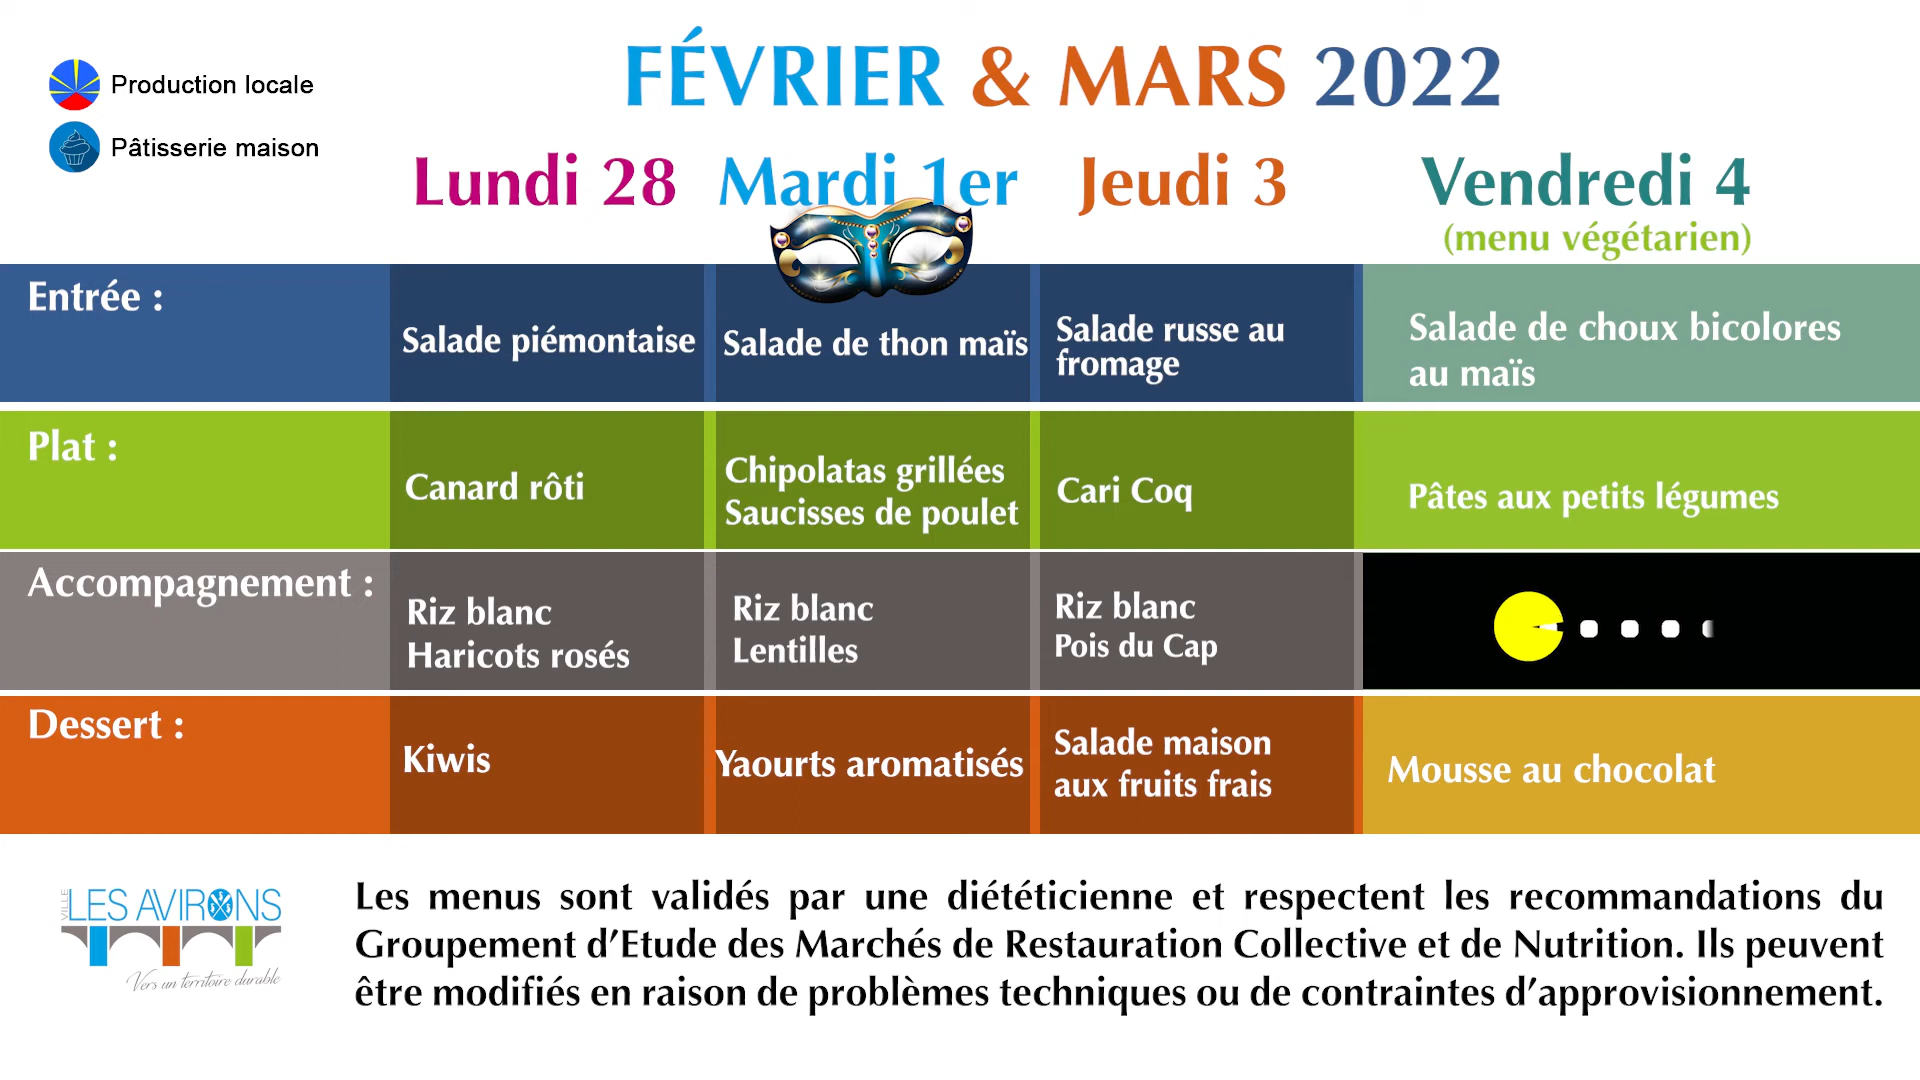 Production locale
Pâtisserie maison
FÉVRIER & MARS 2022
Lundi 28
Mardi 1er
Jeudi 3
Vendredi 4
(menu végétarien)
Entrée :
Salade piémontaise
Salade de thon maïs
Salade russe au
fromage
Salade de choux bicolores
au maïs
Plat :
Canard rôti
Chipolatas grillées
Saucisses de poulet
Cari Coq
Pâtes aux petits légumes
Accompagnement :
Riz blanc
Haricots rosés
Riz blanc
Lentilles
Riz blanc
Pois du Cap
Dessert :
Kiwis
Yaourts aromatisés
Salade maison
aux fruits frais
Mousse au chocolat
VILLE
LES AVIRONS
Vers un territoire durable
Les menus sont validés par une diététicienne et respectent les recommandations du
Groupement d’Etude des Marchés de Restauration Collective et de Nutrition. Ils peuvent
être modifiés en raison de problèmes techniques ou de contraintes d’approvisionnement.